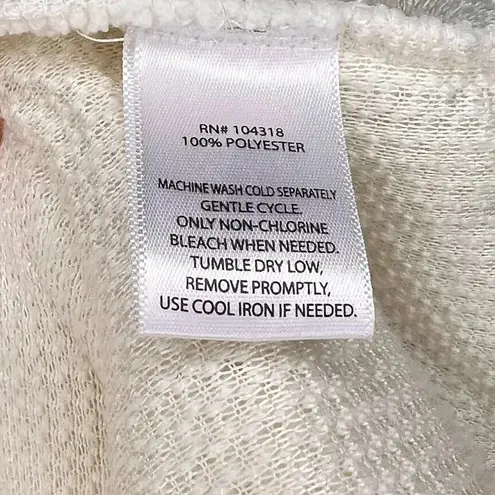 RN# 104318
100% POLYESTER
MACHINE WASH COLD SEPARATELY
GENTLE CYCLE.
ONLY NON-CHLORINE
BLEACH WHEN NEEDED.
TUMBLE DRY LOW,
REMOVE PROMPTLY,
USE COOL IRON IF NEEDED.